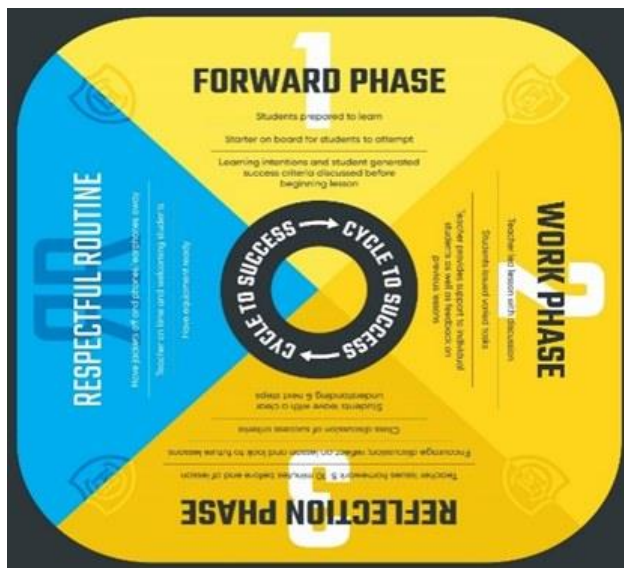 1
FORWARD PHASE
Students prepared to learn
Starter on board for students to attempt
Learning intentions and student generated
success criteria discussed before
beginning lesson
2
WORK PHASE
Teacher led lesson with discussion
Students issued varied tasks
Teacher provides support to individual
students as well as feedback on
previous lessons
3
REFLECTION PHASE
Teacher issues homework 5-10 minutes before end of lesson
Encourage discussion; reflect on lesson and look to future lessons
Class discussion of success criteria
Students leave with a clear
understanding & next steps
RR
RESPECTFUL ROUTINE
Have jackets off and phones/earphones away
Teacher on time and welcoming students
Have equipment ready
CYCLE TO SUCCESS
CYCLE TO SUCCESS